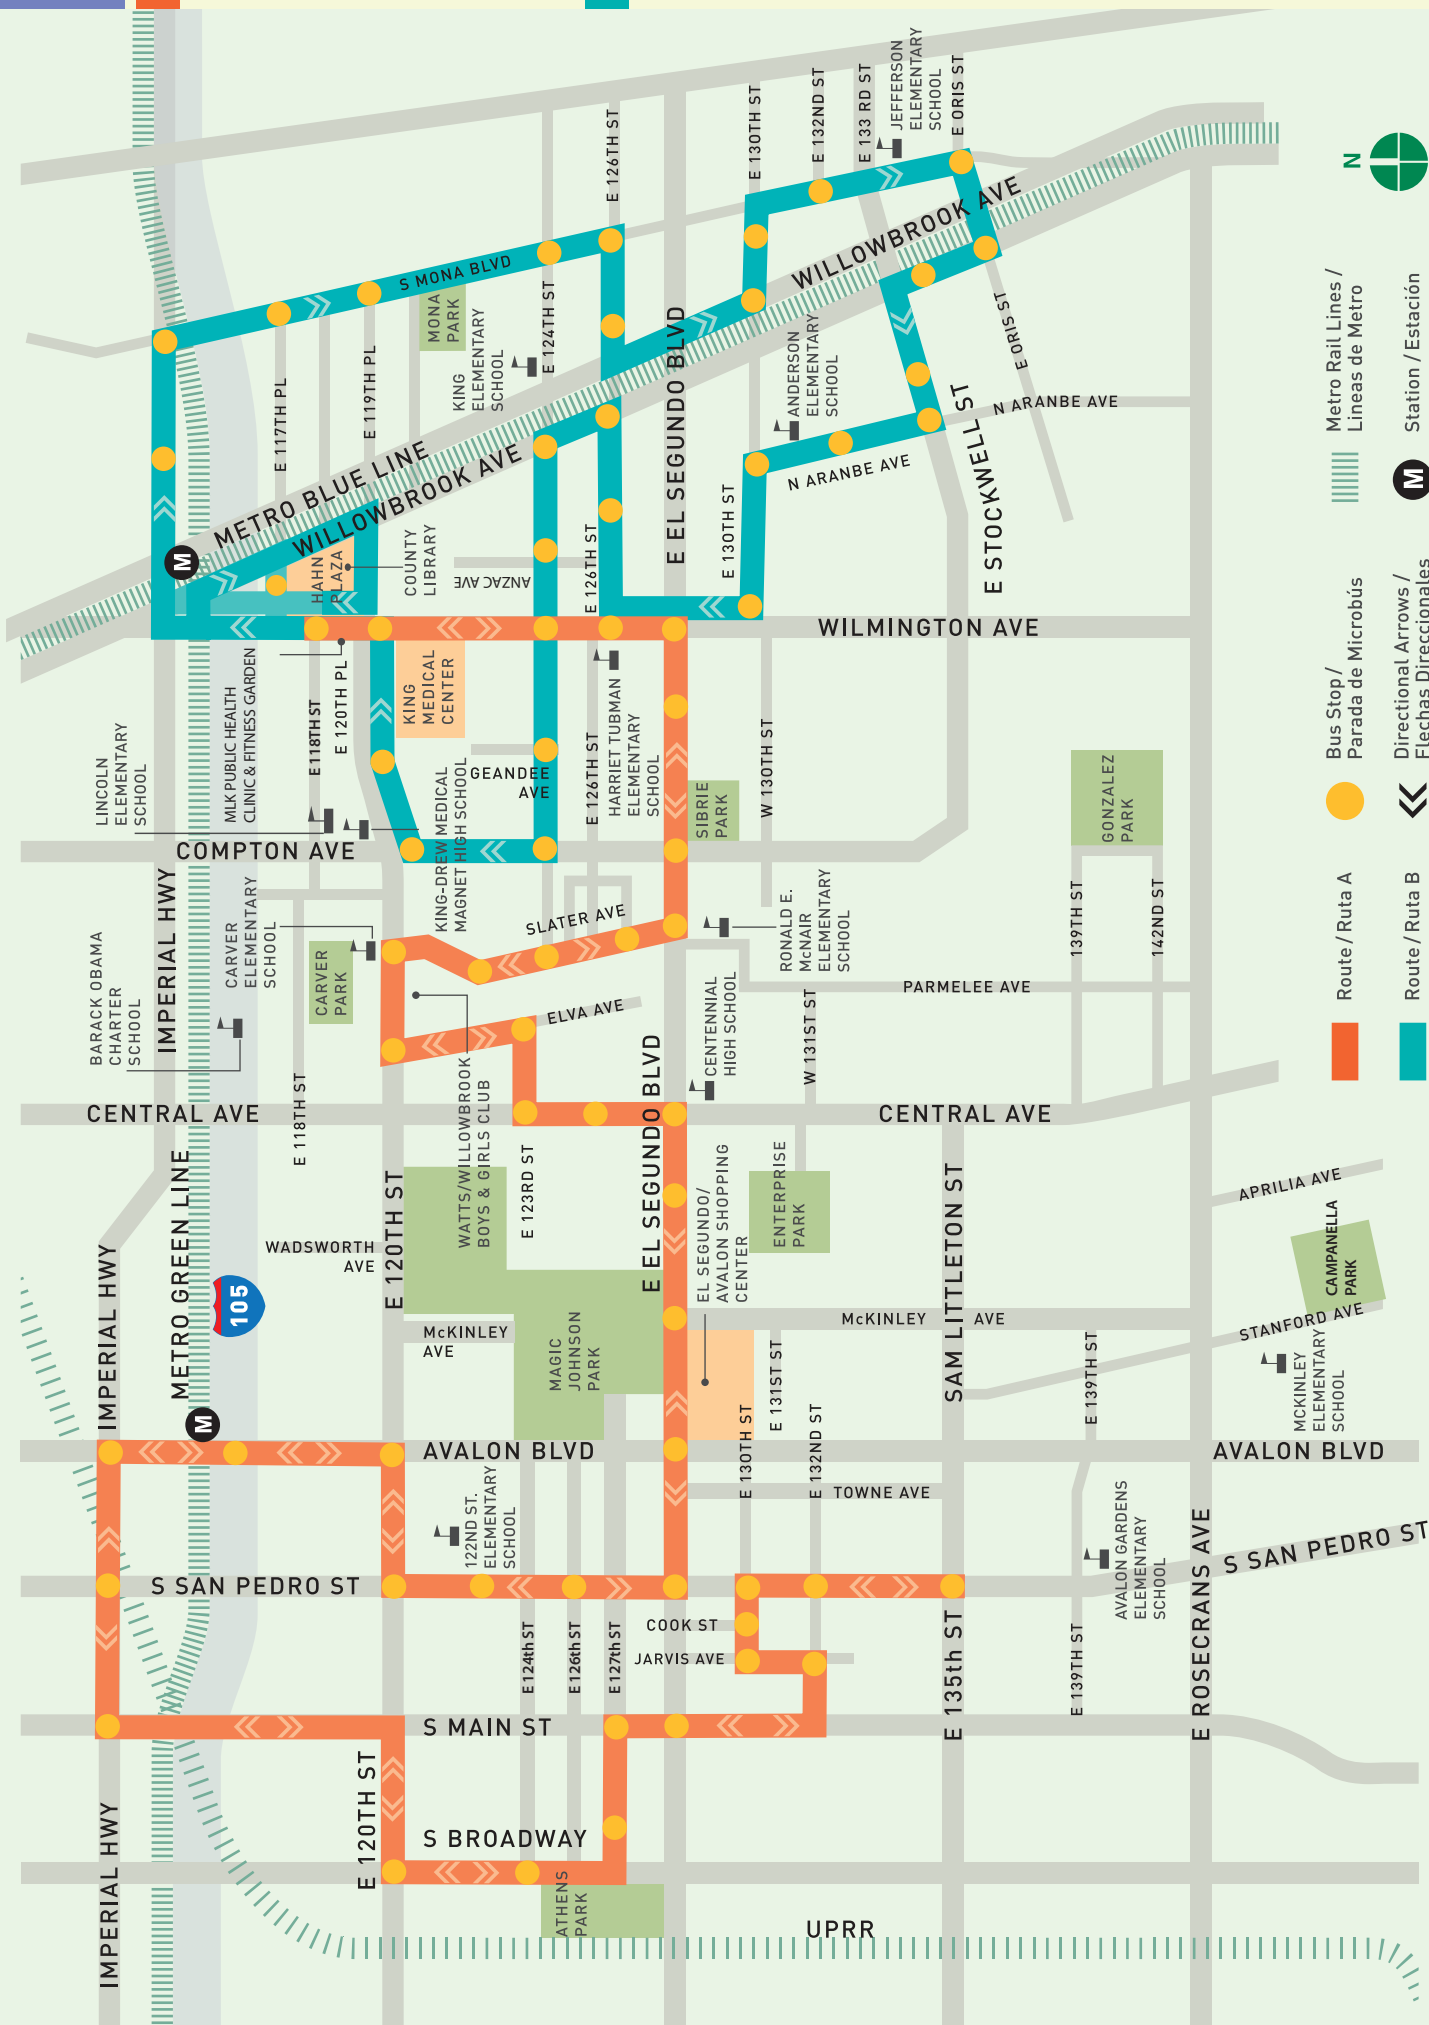 E 126TH ST
E 130TH ST
E 132ND ST
E 133 RD ST
JEFFERSON
ELEMENTARY
SCHOOL
E ORIS ST
N
S MONA BLVD
MONA
PARK
KING
ELEMENTARY
SCHOOL
E 124TH ST
E 117TH PL
E 119TH PL
WILLOWBROOK AVE
E EL SEGUNDO BLVD
ANDERSON
ELEMENTARY
SCHOOL
E ORIS ST
N ARANBE AVE
N ARANBE AVE
E STOCKWELL ST
METRO BLUE LINE
WILLOWBROOK AVE
M
HAHN
PLAZA
COUNTY
LIBRARY
ANZAC AVE
E 126TH ST
E 130TH ST
WILMINGTON AVE
Metro Rail Lines /
Lineas de Metro
M
Station / Estación
Bus Stop /
Parada de Microbús
Directional Arrows /
Flechas Direccionales
Route / Ruta A
Route / Ruta B
LINCOLN
ELEMENTARY
SCHOOL
MLK PUBLIC HEALTH
CLINIC & FITNESS GARDEN
E118TH ST
E 120TH PL
KING
MEDICAL
CENTER
KING-DREW MEDICAL
MAGNET HIGH SCHOOL
GEANDEE
AVE
E 126TH ST
HARRIET TUBMAN
ELEMENTARY
SCHOOL
SIBRIE
PARK
W 130TH ST
GONZALEZ
PARK
COMPTON AVE
IMPERIAL HWY
BARACK OBAMA
CHARTER
SCHOOL
CARVER
ELEMENTARY
SCHOOL
CARVER
PARK
SLATER AVE
ELVA AVE
RONALD E.
McNAIR
ELEMENTARY
SCHOOL
139TH ST
142ND ST
PARMELEE AVE
W 131ST ST
CENTENNIAL
HIGH SCHOOL
E EL SEGUNDO BLVD
CENTRAL AVE
E 118TH ST
WATTS/WILLOWBROOK
BOYS & GIRLS CLUB
E 123RD ST
CENTRAL AVE
METRO GREEN LINE
IMPERIAL HWY
105
WADSWORTH
AVE
E 120TH ST
McKINLEY
AVE
MAGIC
JOHNSON
PARK
EL SEGUNDO/
AVALON SHOPPING
CENTER
ENTERPRISE
PARK
McKINLEY AVE
SAM LITTLETON ST
APRILIA AVE
CAMPANELLA
PARK
STANFORD AVE
MCKINLEY
ELEMENTARY
SCHOOL
E 131ST ST
E 139TH ST
M
AVALON BLVD
E 130TH ST
E 132ND ST
AVALON BLVD
TOWNE AVE
122ND ST.
ELEMENTARY
SCHOOL
AVALON GARDENS
ELEMENTARY
SCHOOL
E ROSECRANS AVE
S SAN PEDRO ST
S SAN PEDRO ST
COOK ST
JARVIS AVE
E 124th ST
E 126th ST
E 127th ST
E 135th ST
E 139TH ST
S MAIN ST
E 120TH ST
S BROADWAY
IMPERIAL HWY
ATHENS
PARK
UPRR